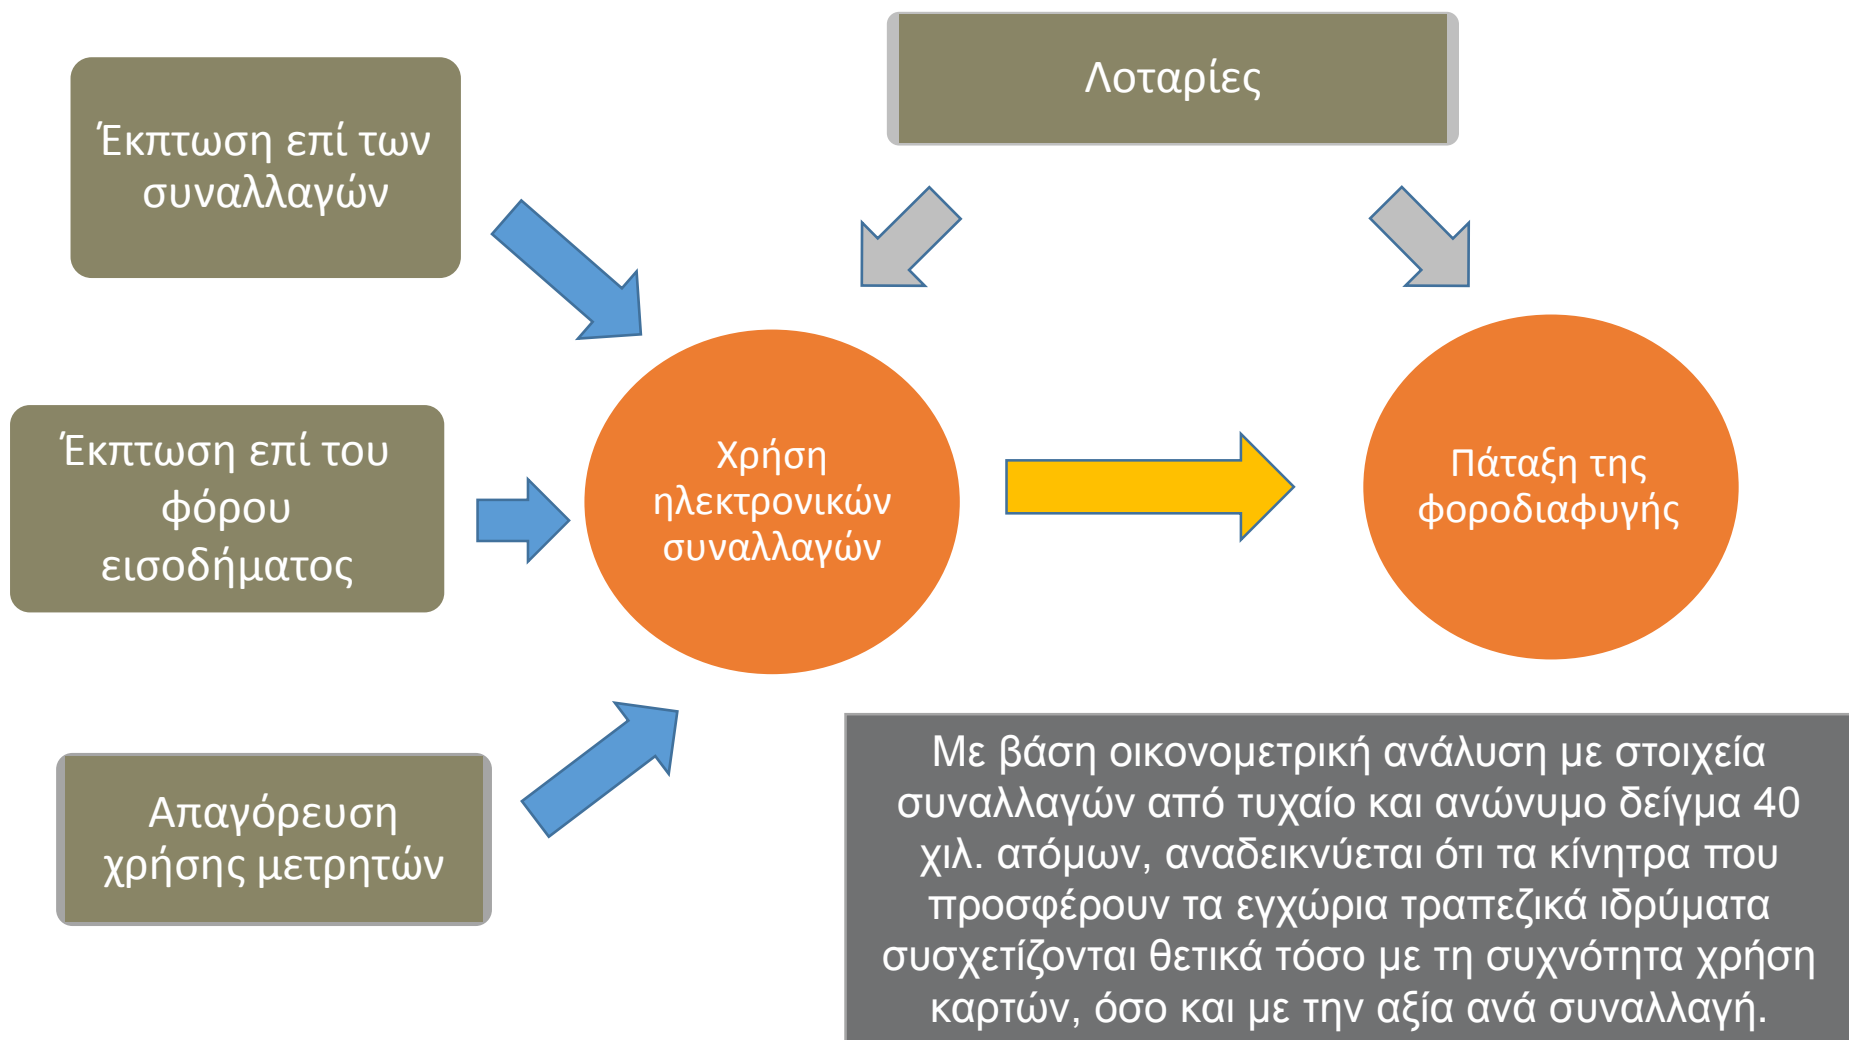 Λοταρίες
Έκπτωση επί των
συναλλαγών
Έκπτωση επί του
φόρου
εισοδήματος
Χρήση
ηλεκτρονικών
συναλλαγών
Πάταξη της
φοροδιαφυγής
Απαγόρευση
χρήσης μετρητών
Με βάση οικονομετρική ανάλυση με στοιχεία
συναλλαγών από τυχαίο και ανώνυμο δείγμα 40
χιλ. ατόμων, αναδεικνύεται ότι τα κίνητρα που
προσφέρουν τα εγχώρια τραπεζικά ιδρύματα
συσχετίζονται θετικά τόσο με τη συχνότητα χρήση
καρτών, όσο και με την αξία ανά συναλλαγή.